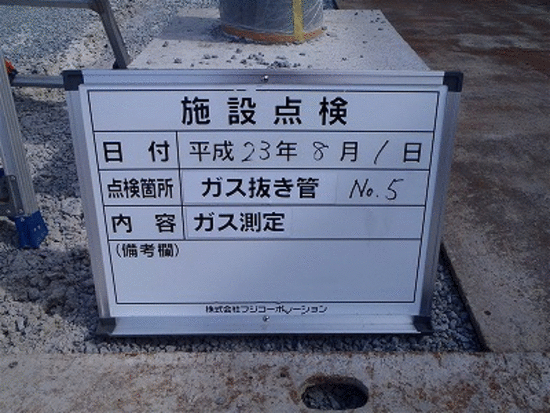 施設点検
日付 平成23年8月1日
点検箇所 ガス抜き管 No.5
内容 ガス測定
(備考欄)
株式会社フジコーポレーション